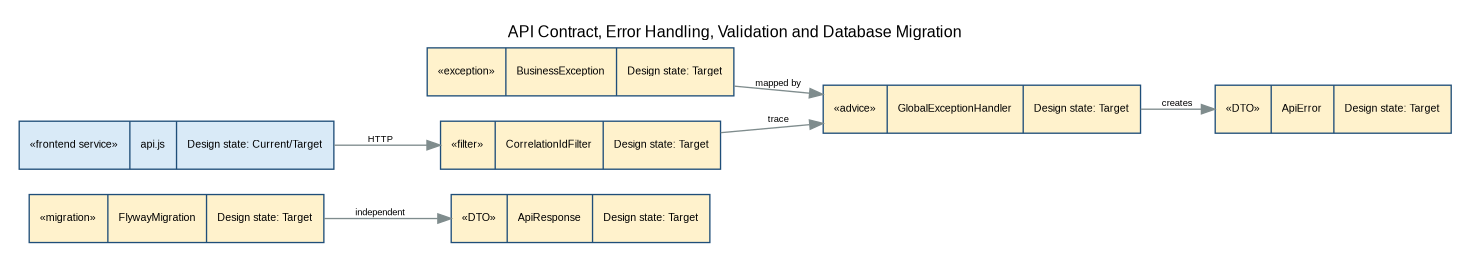 API Contract, Error Handling, Validation and Database Migration
«exception» BusinessException Design state: Target
mapped by
«advice» GlobalExceptionHandler Design state: Target
creates
«DTO» ApiError Design state: Target
«frontend service» api.js Design state: Current/Target
HTTP
«filter» CorrelationIdFilter Design state: Target
trace
«migration» FlywayMigration Design state: Target
independent
«DTO» ApiResponse Design state: Target